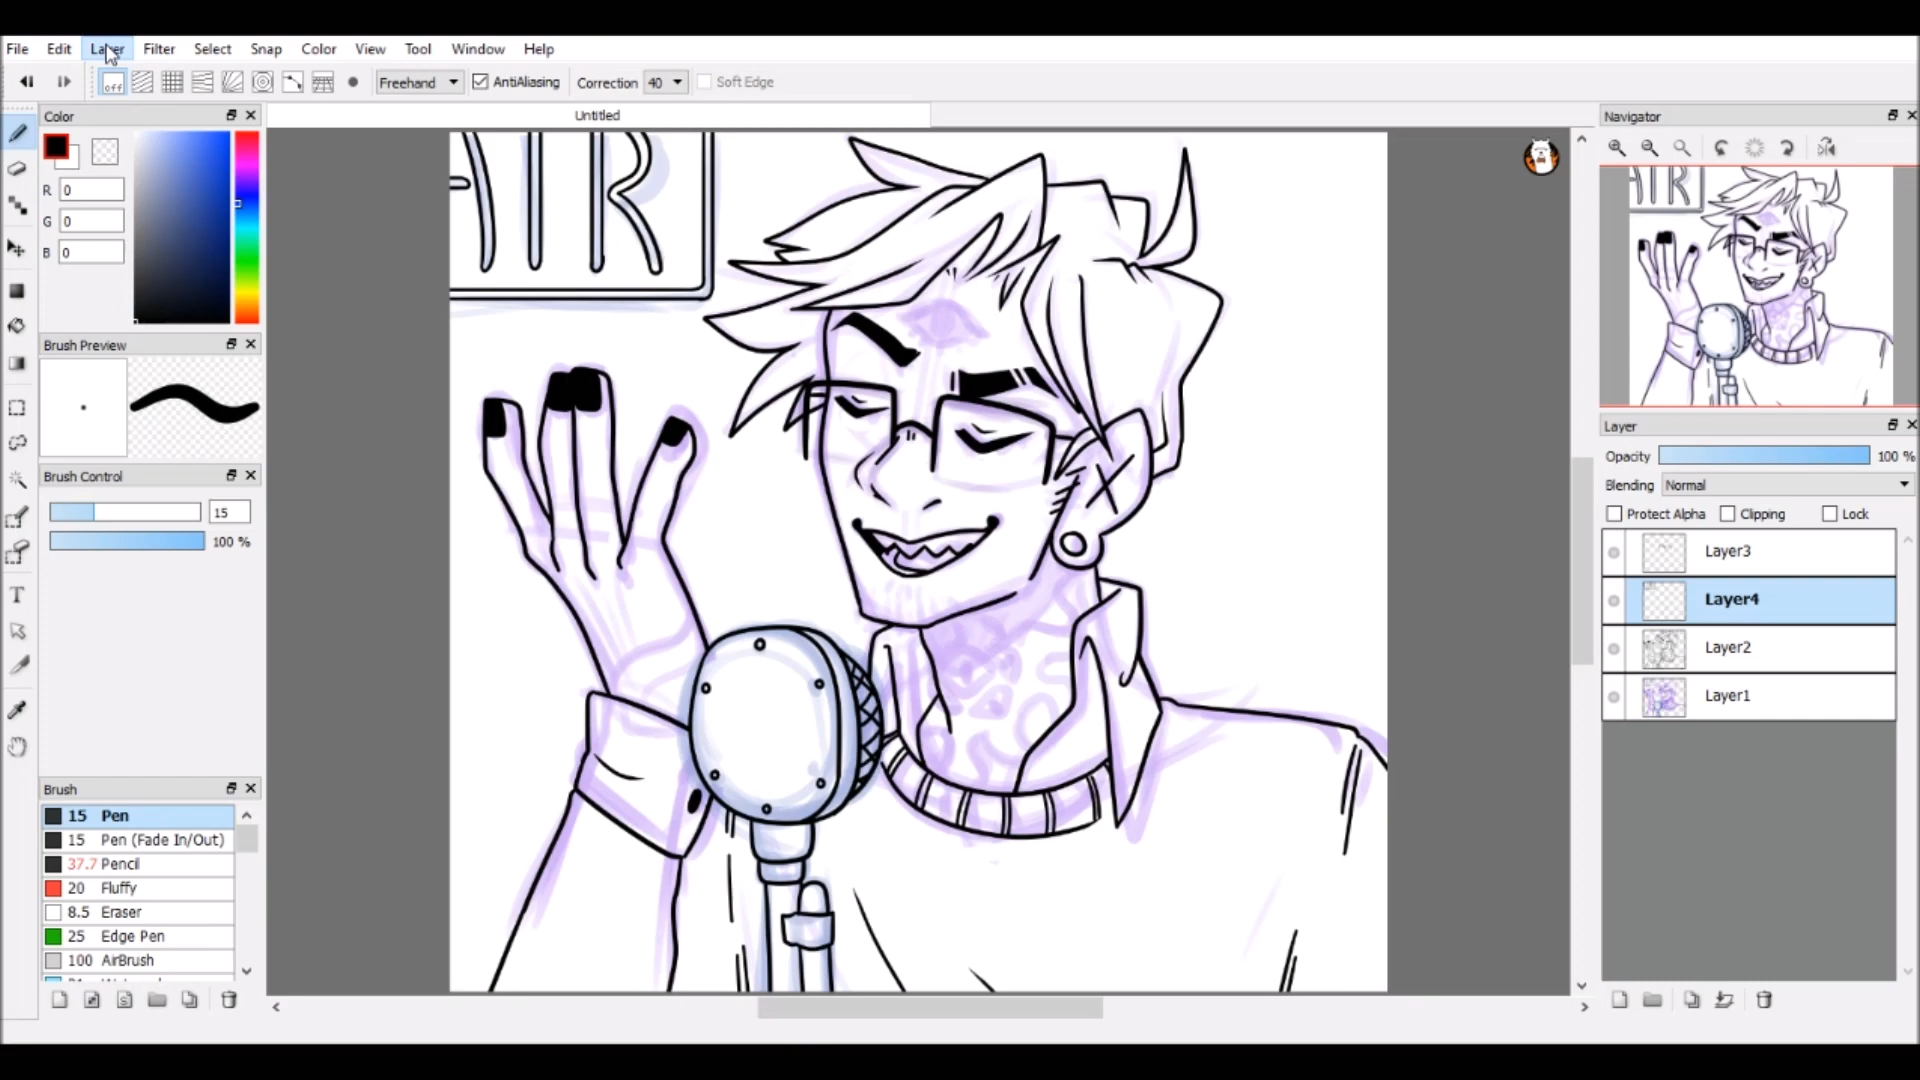 File Edit Layer Filter Select Snap Color View Tool Window Help
off Freehand AntiAliasing Correction 40 Soft Edge
Color
R 0
G 0
B 0
Brush Preview
Brush Control
15
100 %
Brush
15 Pen
15 Pen (Fade In/Out)
37.7 Pencil
20 Fluffy
8.5 Eraser
25 Edge Pen
100 AirBrush
Untitled
AIR
Navigator
AIR
Layer
Opacity 100 %
Blending Normal
Protect Alpha Clipping Lock
Layer3
Layer4
Layer2
Layer1